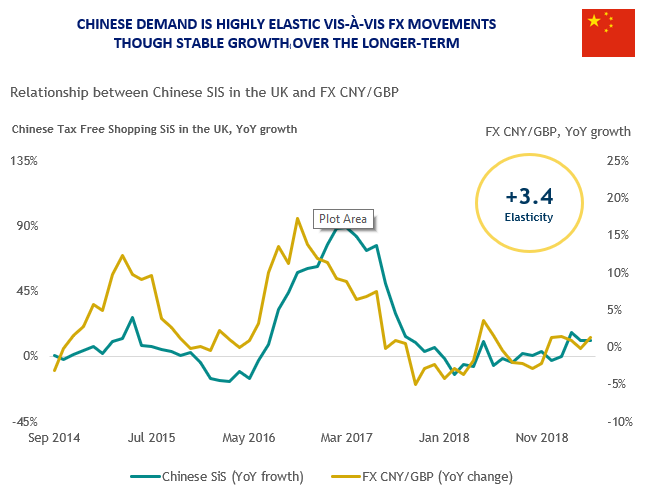 CHINESE DEMAND IS HIGHLY ELASTIC VIS-À-VIS FX MOVEMENTS
THOUGH STABLE GROWTH OVER THE LONGER-TERM
Relationship between Chinese SIS in the UK and FX CNY/GBP
Chinese Tax Free Shopping SiS in the UK, YoY growth
FX CNY/GBP, YoY growth
135%
90%
45%
0%
-45%
25%
20%
15%
10%
5%
0%
-5%
-10%
+3.4
Elasticity
Plot Area
Sep 2014
Jul 2015
May 2016
Mar 2017
Jan 2018
Nov 2018
Chinese SiS (YoY frowth)
FX CNY/GBP (YoY change)